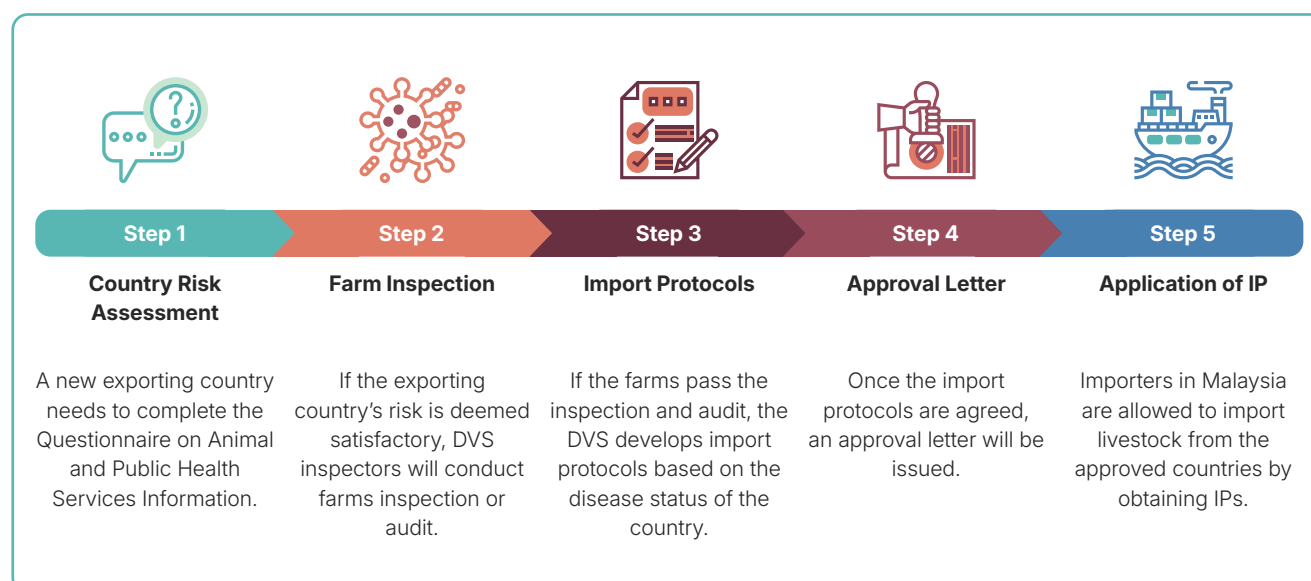 Step 1
Step 2
Step 3
Step 4
Step 5
Country Risk
Assessment
Farm Inspection
Import Protocols
Approval Letter
Application of IP
A new exporting country
needs to complete the
Questionnaire on Animal
and Public Health
Services Information.
If the exporting
country’s risk is deemed
satisfactory, DVS
inspectors will conduct
farms inspection or
audit.
If the farms pass the
inspection and audit, the
DVS develops import
protocols based on the
disease status of the
country.
Once the import
protocols are agreed,
an approval letter will be
issued.
Importers in Malaysia
are allowed to import
livestock from the
approved countries by
obtaining IPs.